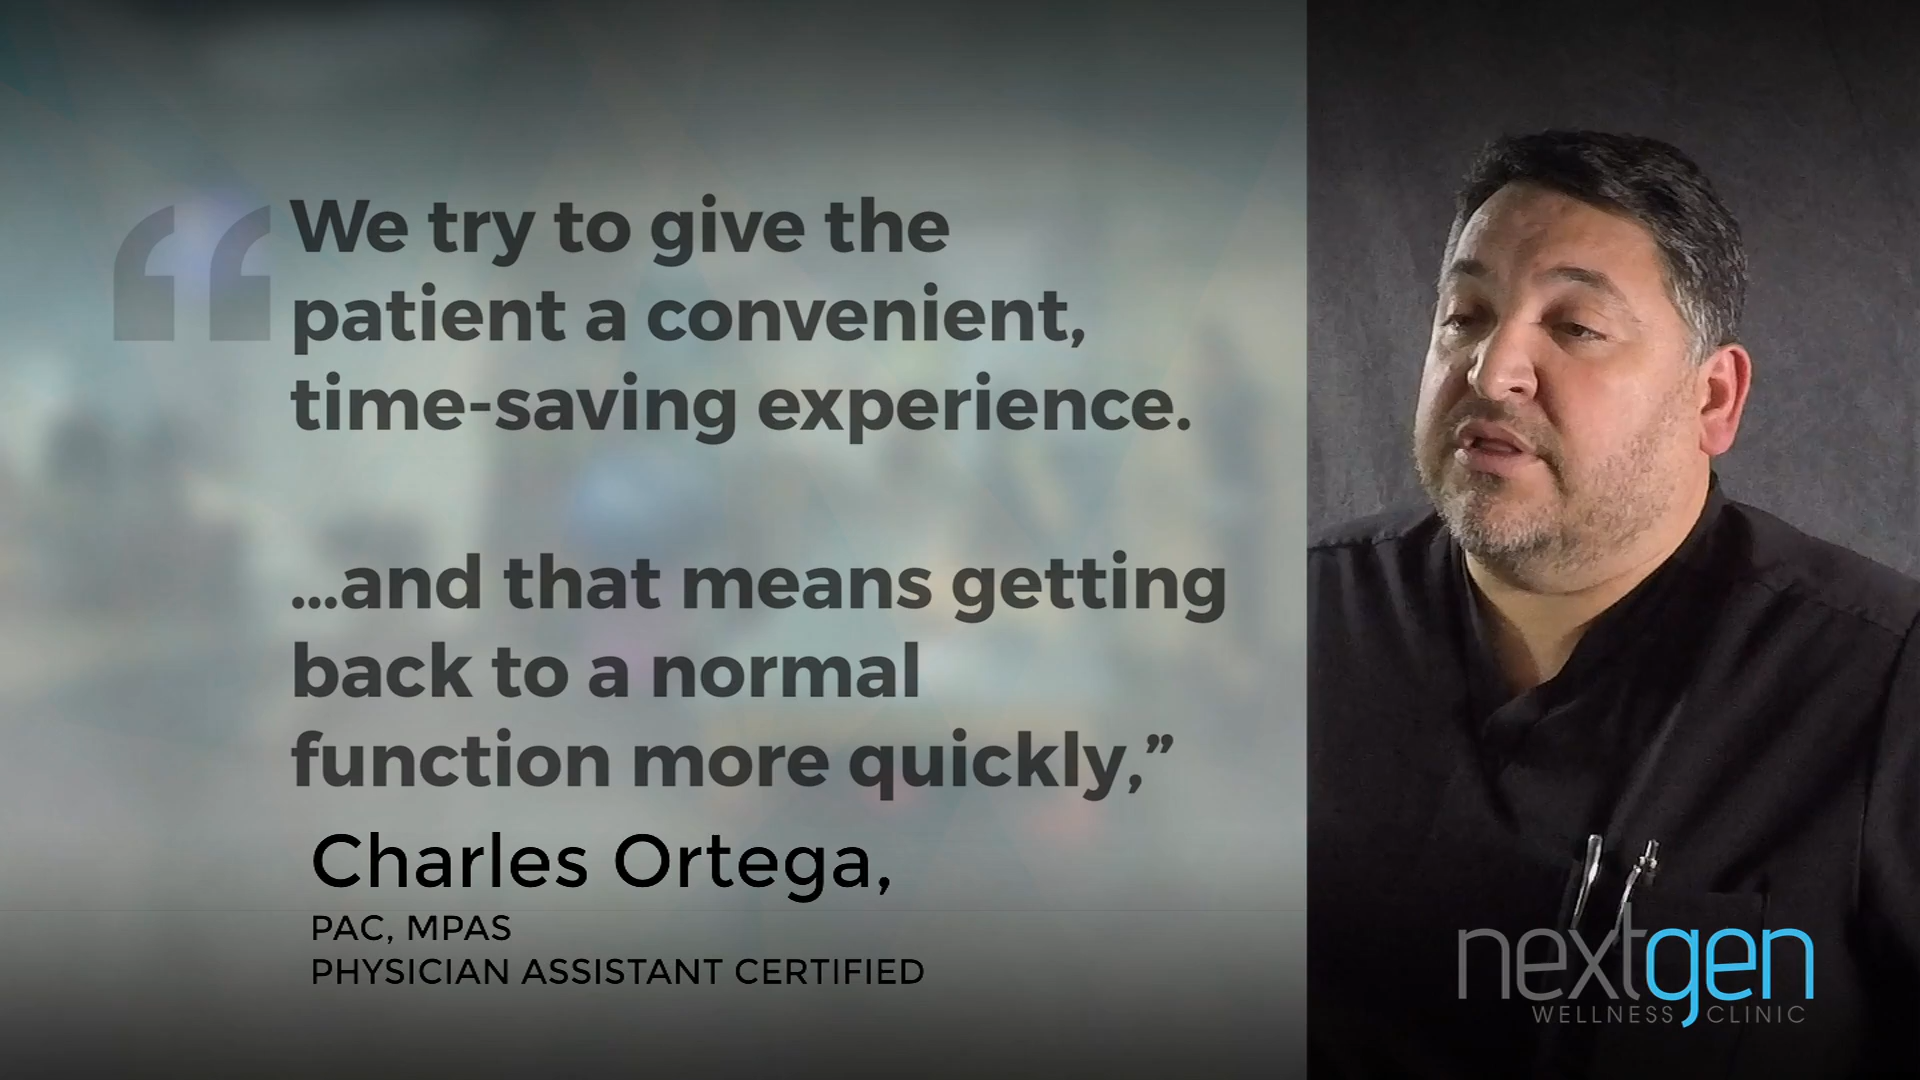 “We try to give the
patient a convenient,
time-saving experience.
...and that means getting
back to a normal
function more quickly,”
Charles Ortega,
PAC, MPAS
PHYSICIAN ASSISTANT CERTIFIED
nextgen
WELLNESS CLINIC